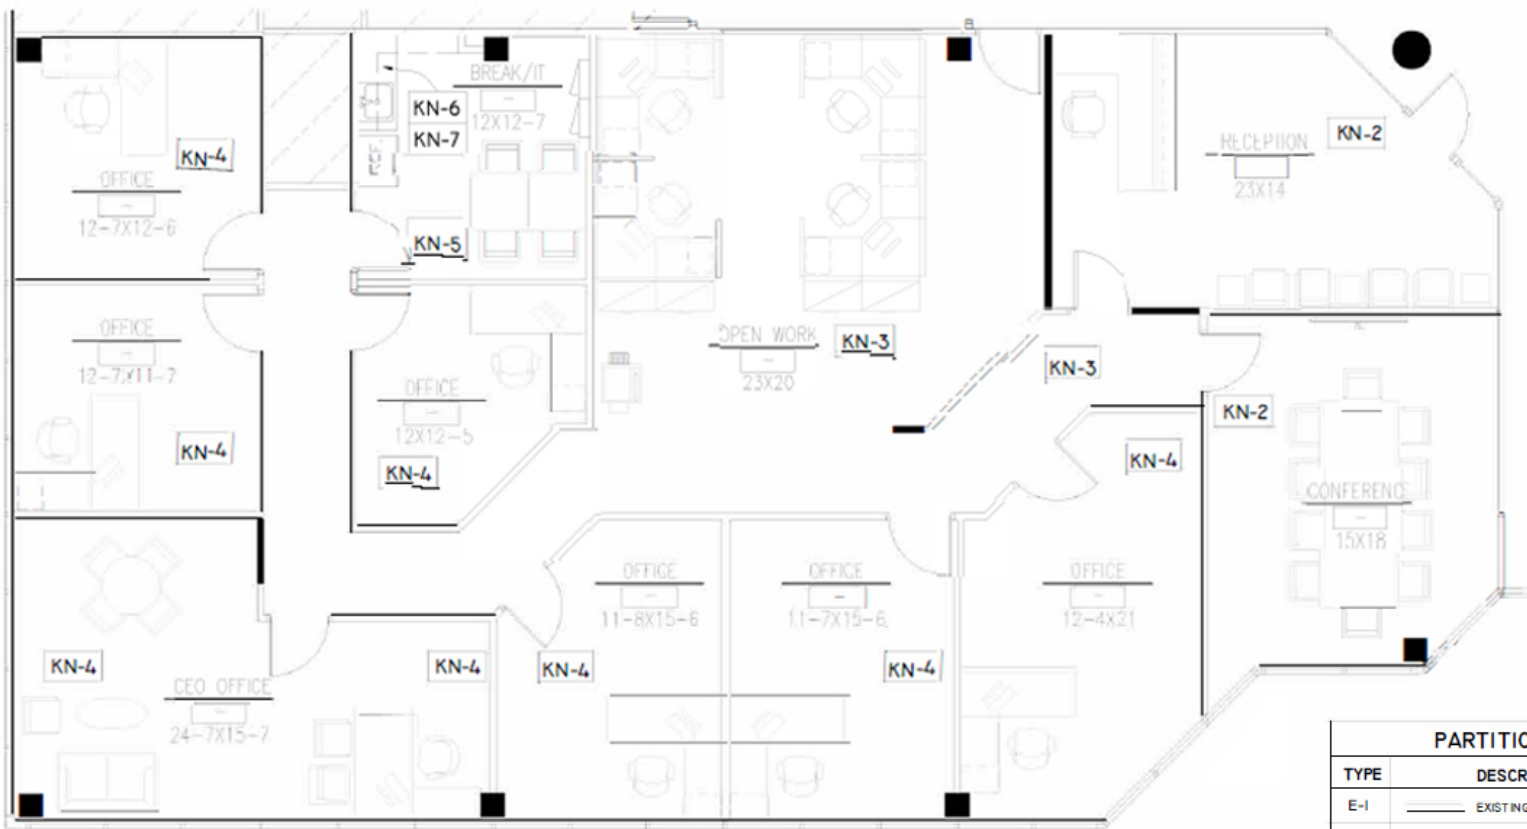 BREAK/IT
12X12-7
KN-6
KN-7
REF.
KN-5
KN-4
OFFICE
12-7X12-6
RECEPTION
23X14
KN-2
OFFICE
12-7X11-7
KN-4
OFFICE
12X12-5
KN-4
OPEN WORK
23X20
KN-3
KN-3
KN-2
KN-4
CONFERENC
15X18
OFFICE
11-8X15-6
OFFICE
11-7X15-6
OFFICE
12-4X21
KN-4
CEO OFFICE
24-7X15-7
KN-4
KN-4
KN-4
PARTITIO
TYPE DESCR
E-1 EXISTING